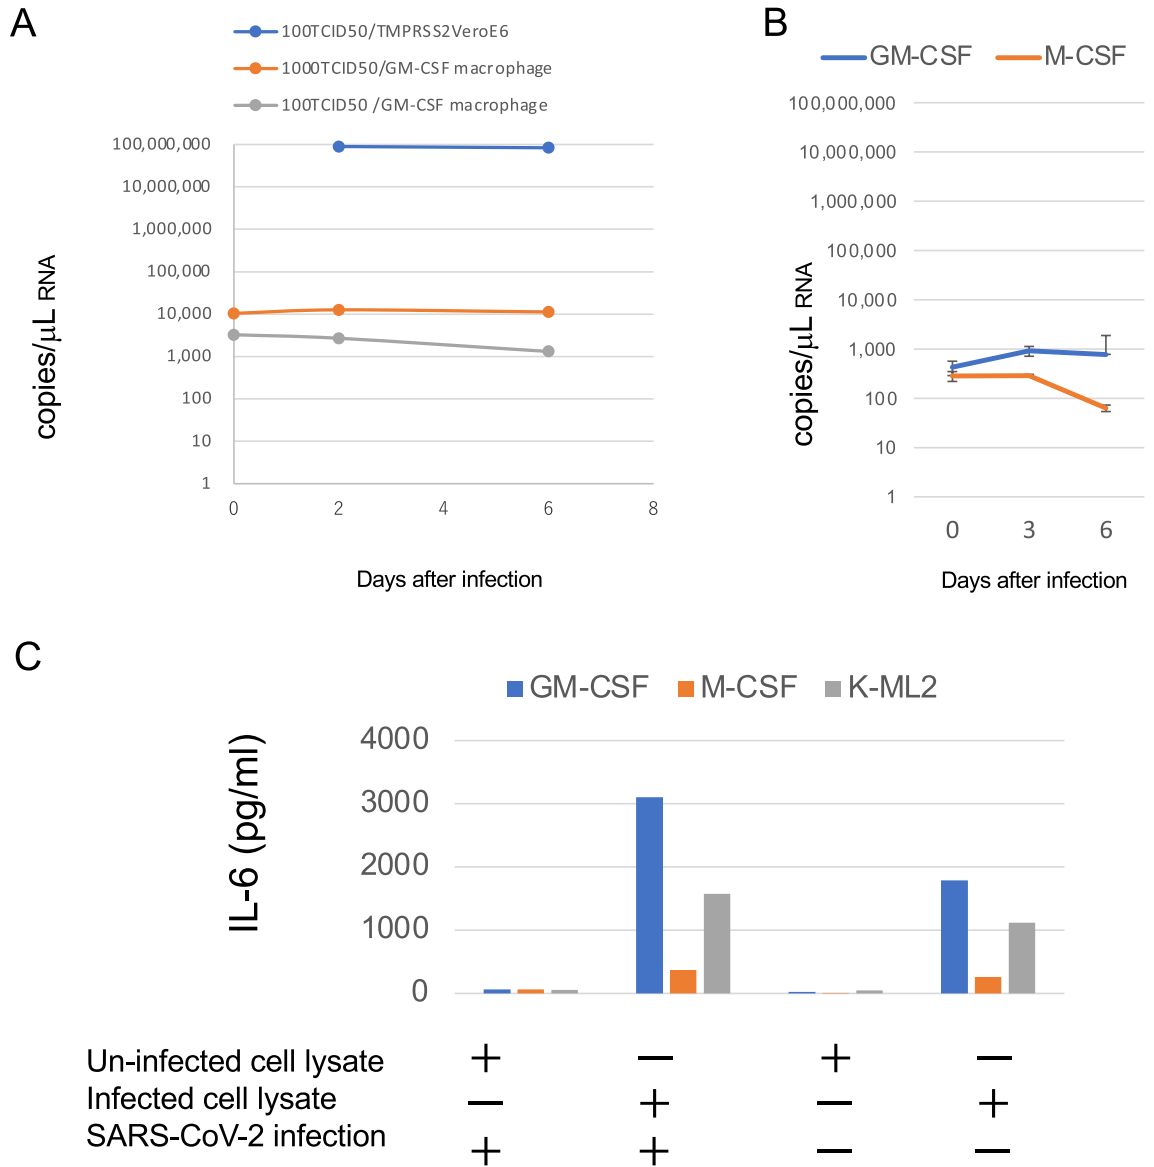 A
100TCID50/TMPRSS2VeroE6
1000TCID50/GM-CSF macrophage
100TCID50 /GM-CSF macrophage
100,000,000
10,000,000
1,000,000
100,000
10,000
1,000
100
10
1
0 2 4 6 8
copies/μL RNA
Days after infection
B
GM-CSF M-CSF
100,000,000
10,000,000
1,000,000
100,000
10,000
1,000
100
10
1
0 3 6
copies/μL RNA
Days after infection
C
GM-CSF M-CSF K-ML2
4000
3000
2000
1000
0
IL-6 (pg/ml)
Un-infected cell lysate + − + −
Infected cell lysate − + − +
SARS-CoV-2 infection + + − −